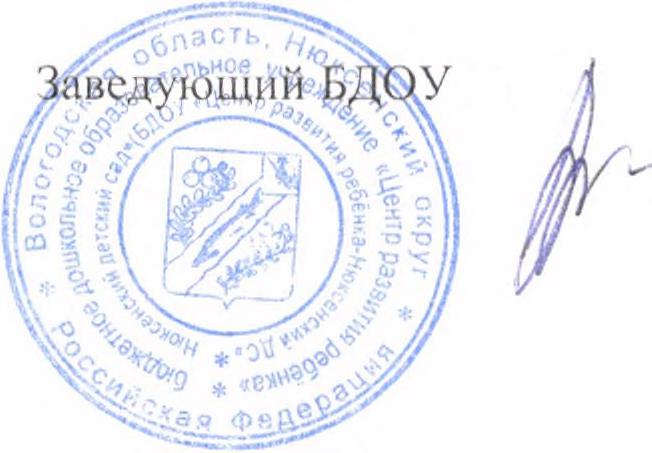 Заведующий БДОУ
Вологодская область, Нюксенский округ * Российская Федерация *
бюджетное дошкольное образовательное учреждение «Центр развития ребёнка» *
Нюксенский детский сад»(БДОУ «Центр развития ребёнка-Нюксенский ДС» *